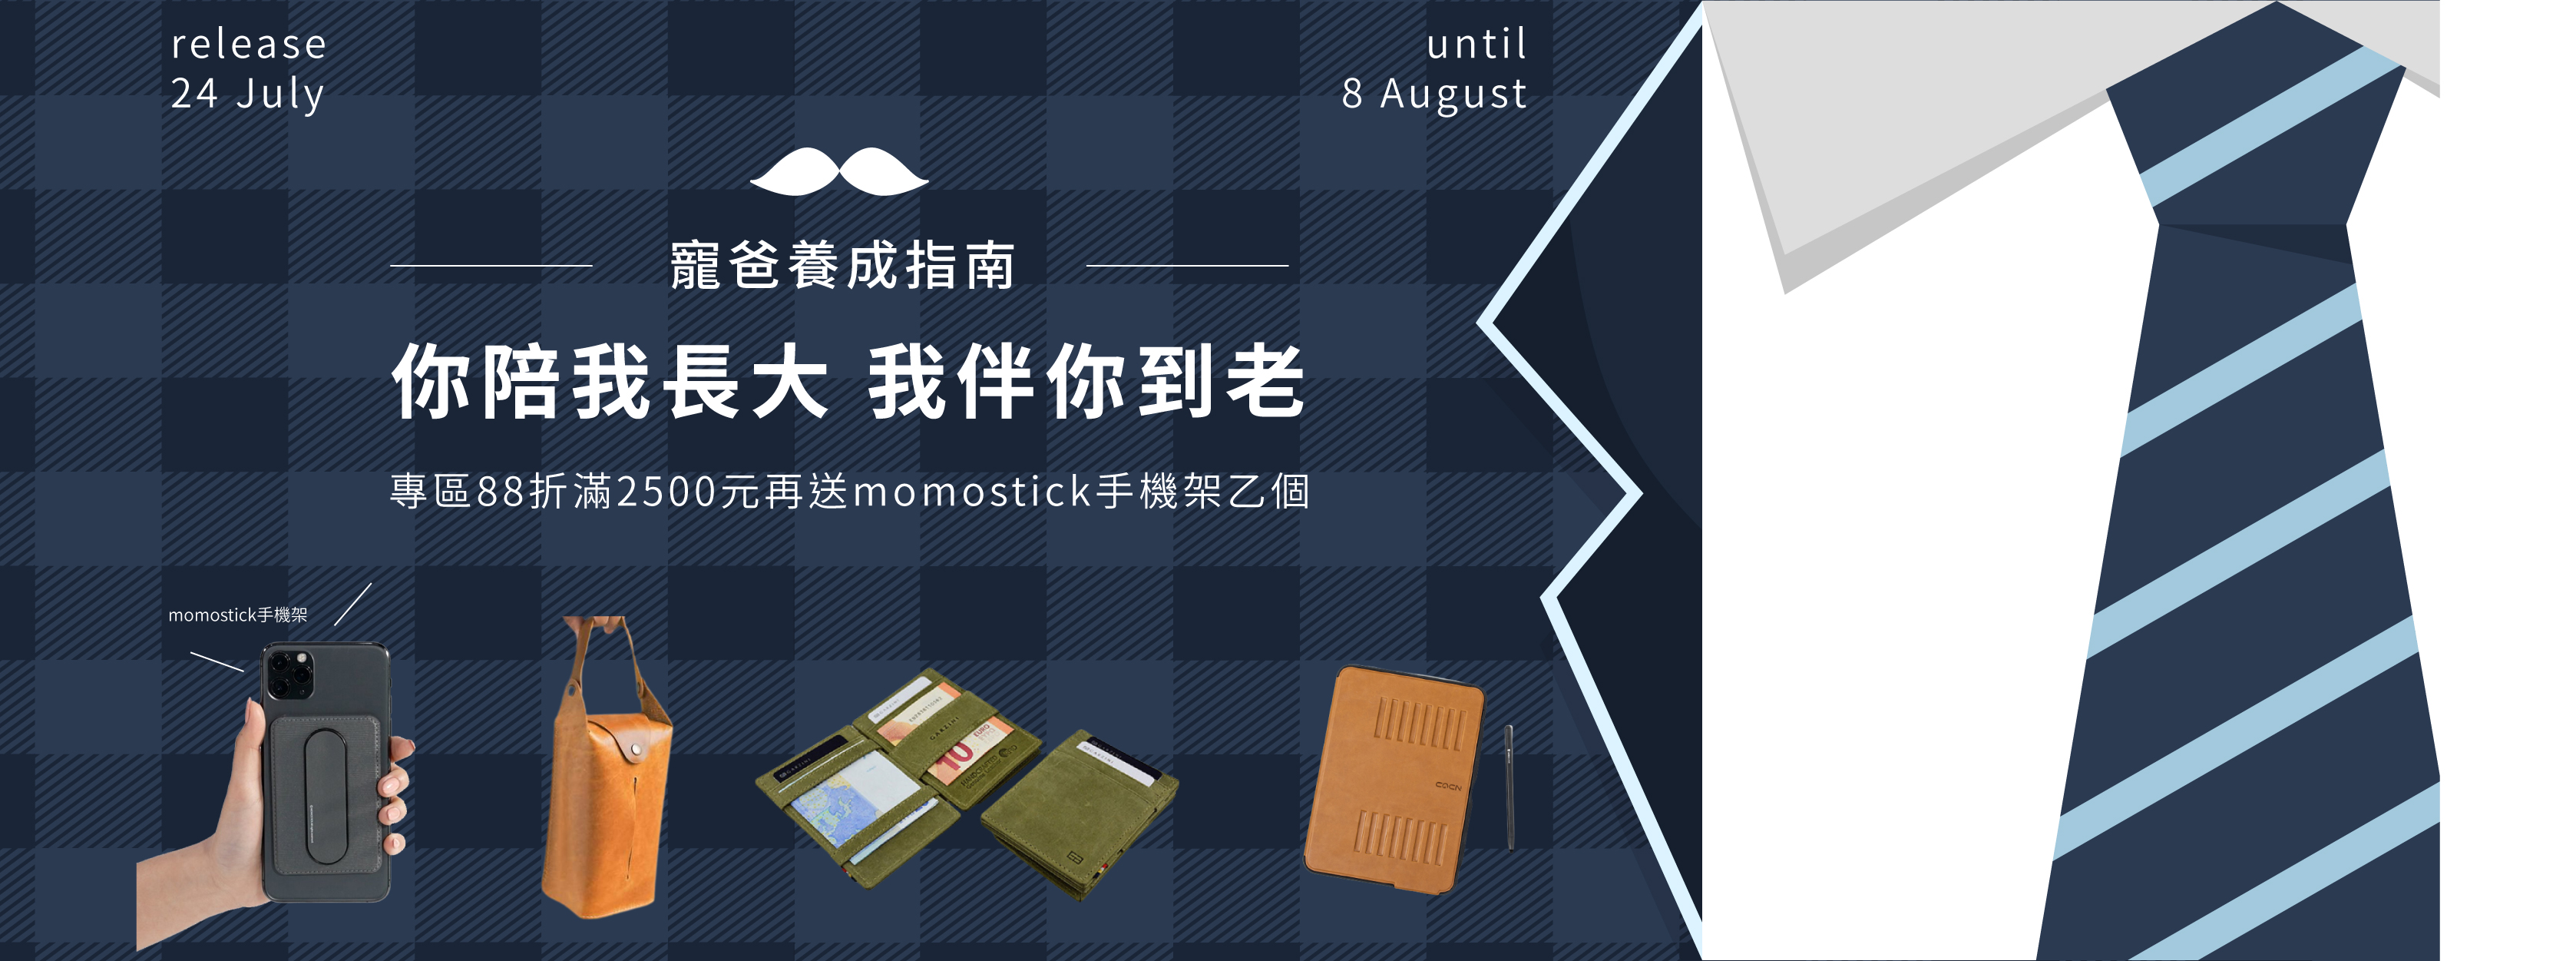 release
24 July
until
8 August
寵爸養成指南
你陪我長大 我伴你到老
專區88折滿2500元再送momostick手機架乙個
momostick手機架
GARZINI
EURO
10